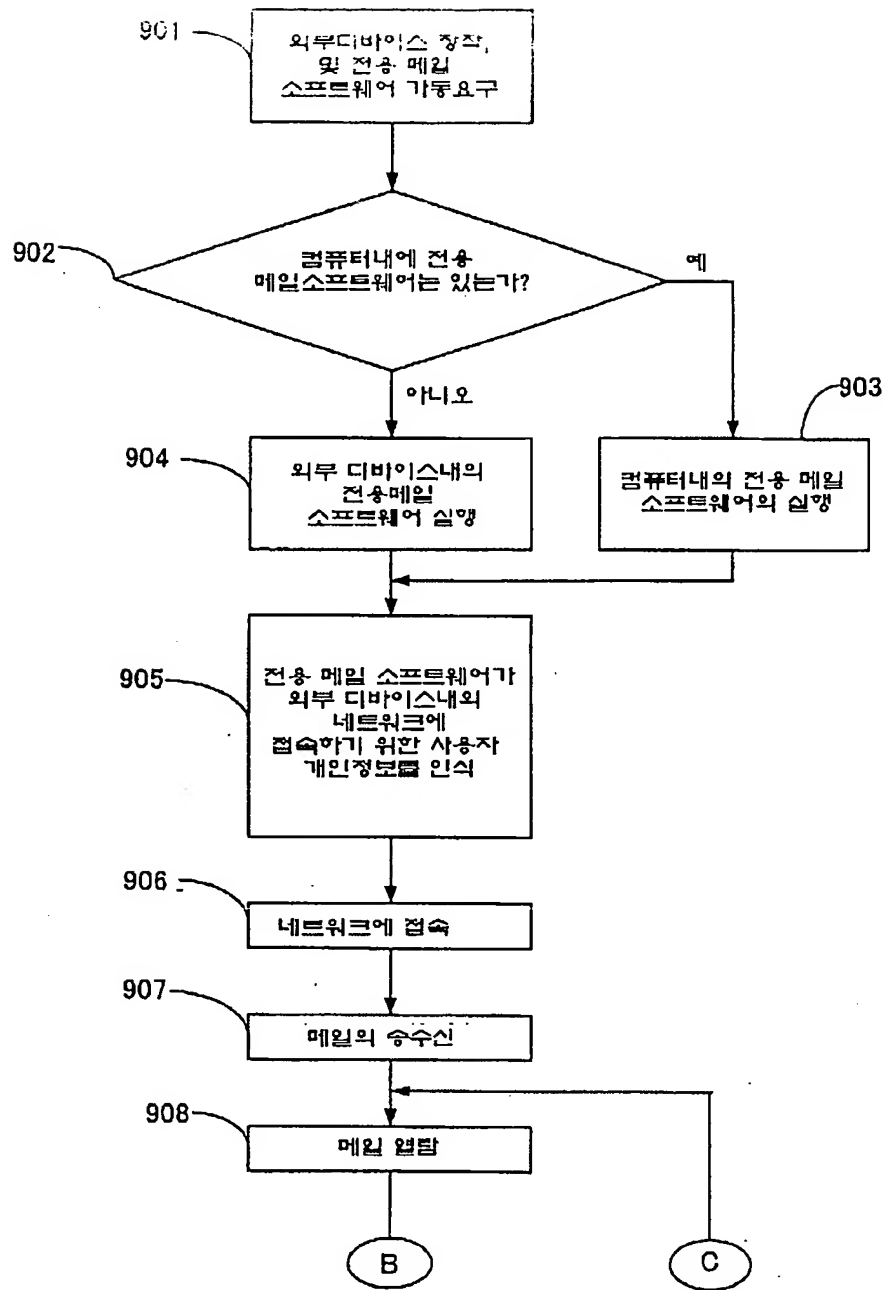 901
외부디바이스 장착,
및 전용 메일
소프트웨어 가동요구
902
컴퓨터내에 전용
메일소프트웨어는 있는가?
예
아니오
903
904
외부 디바이스내의
전용메일
소프트웨어 실행
컴퓨터내의 전용 메일
소프트웨어의 실행
905
전용 메일 소프트웨어가
외부 디바이스내의
네트워크에
접속하기 위한 사용자
개인정보를 인식
906
네트워크에 접속
907
메일의 송수신
908
메일 열람
B
C